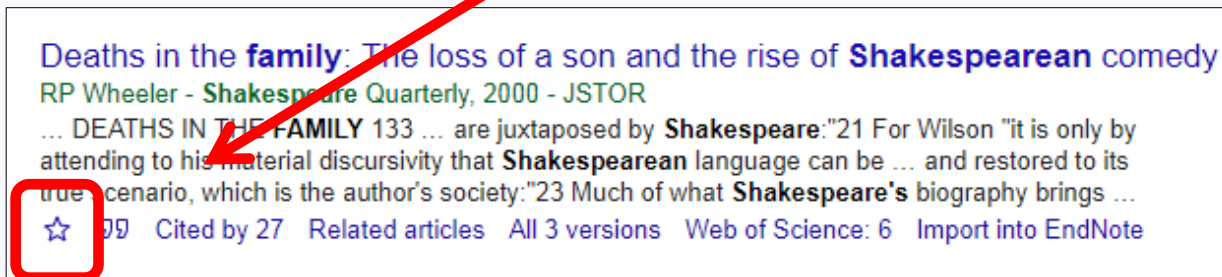 Deaths in the family: The loss of a son and the rise of Shakespearean comedy
RP Wheeler - Shakespeare Quarterly, 2000 - JSTOR
... DEATHS IN THE FAMILY 133 ... are juxtaposed by Shakespeare:"21 For Wilson "it is only by
attending to his material discursivity that Shakespearean language can be ... and restored to its
true scenario, which is the author's society:"23 Much of what Shakespeare's biography brings ...
Cited by 27 Related articles All 3 versions Web of Science: 6 Import into EndNote